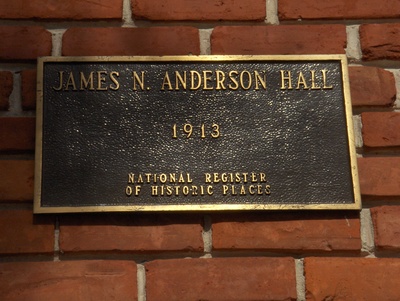 JAMES N. ANDERSON HALL
1913
NATIONAL REGISTER
OF HISTORIC PLACES